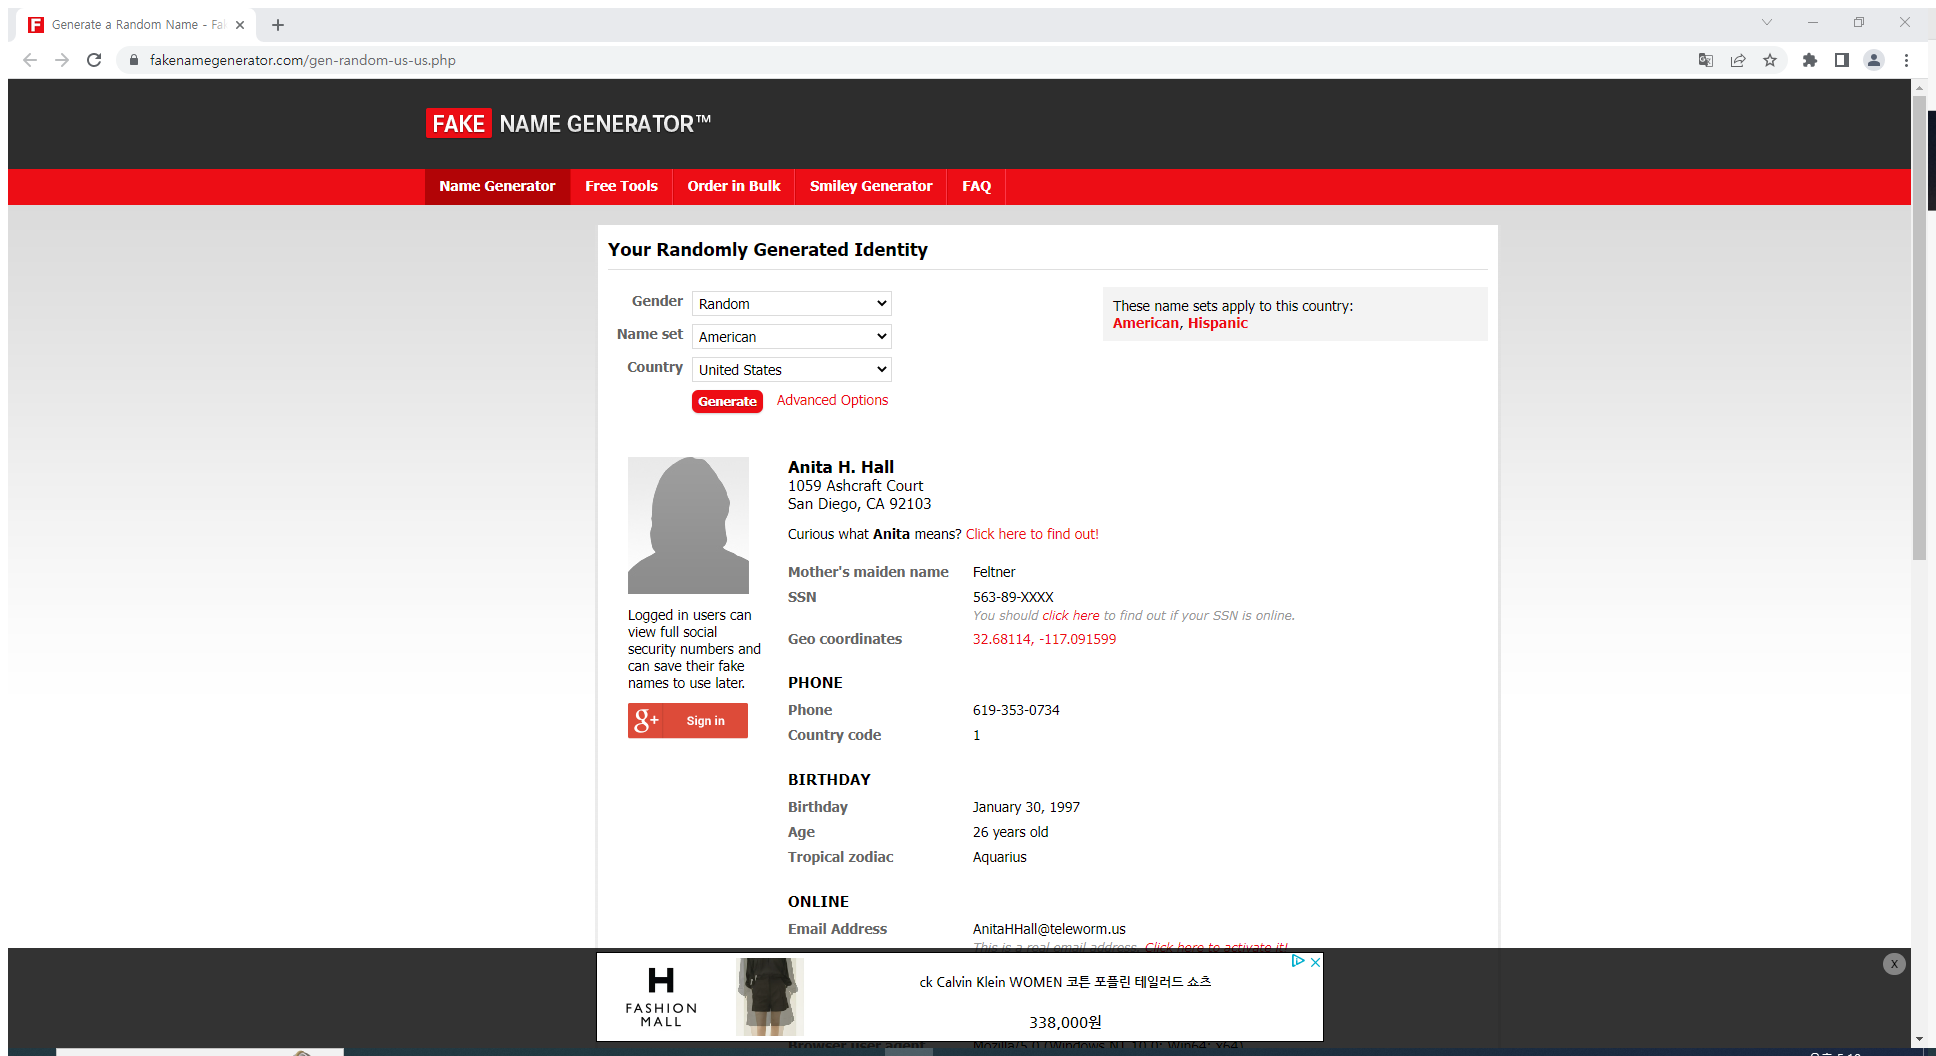 Generate a Random Name - Fa
fakenamegenerator.com/gen-random-us-us.php
FAKE NAME GENERATOR™
Name Generator
Free Tools
Order in Bulk
Smiley Generator
FAQ
Your Randomly Generated Identity
Gender
Random
Name set
American
Country
United States
Generate
Advanced Options
These name sets apply to this country:
American, Hispanic
Anita H. Hall
1059 Ashcraft Court
San Diego, CA 92103
Curious what Anita means? Click here to find out!
Logged in users can
view full social
security numbers and
can save their fake
names to use later.
g+ Sign in
Mother's maiden name
Feltner
SSN
563-89-XXXX
You should click here to find out if your SSN is online.
Geo coordinates
32.68114, -117.091599
PHONE
Phone
619-353-0734
Country code
1
BIRTHDAY
Birthday
January 30, 1997
Age
26 years old
Tropical zodiac
Aquarius
ONLINE
Email Address
AnitaHHall@teleworm.us
This is a real email address. Click here to activate it!
H
FASHION
MALL
ck Calvin Klein WOMEN 코튼 포플린 테일러드 쇼츠
338,000원
X
Browser user agent
Mozilla/5.0 (Windows NT 10.0; Win64; x64)